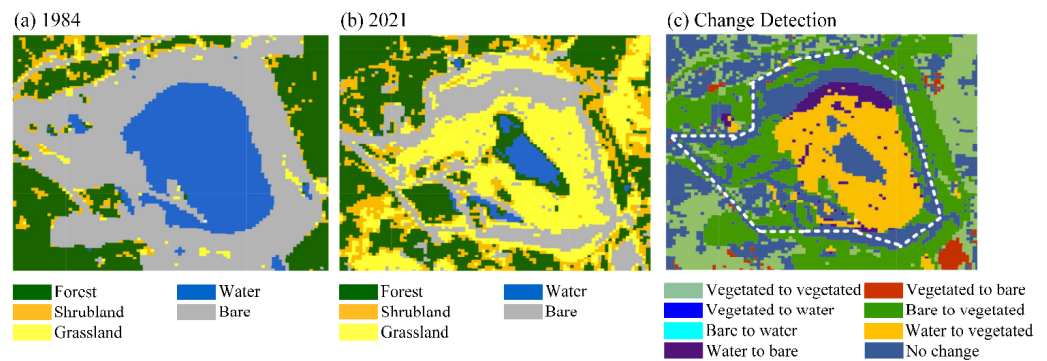 (a) 1984
(b) 2021
(c) Change Detection
Forest
Water
Shrubland
Bare
Grassland
Forest
Water
Shrubland
Bare
Grassland
Vegetated to vegetated
Vegetated to bare
Vegetated to water
Bare to vegetated
Bare to water
Water to vegetated
Water to bare
No change